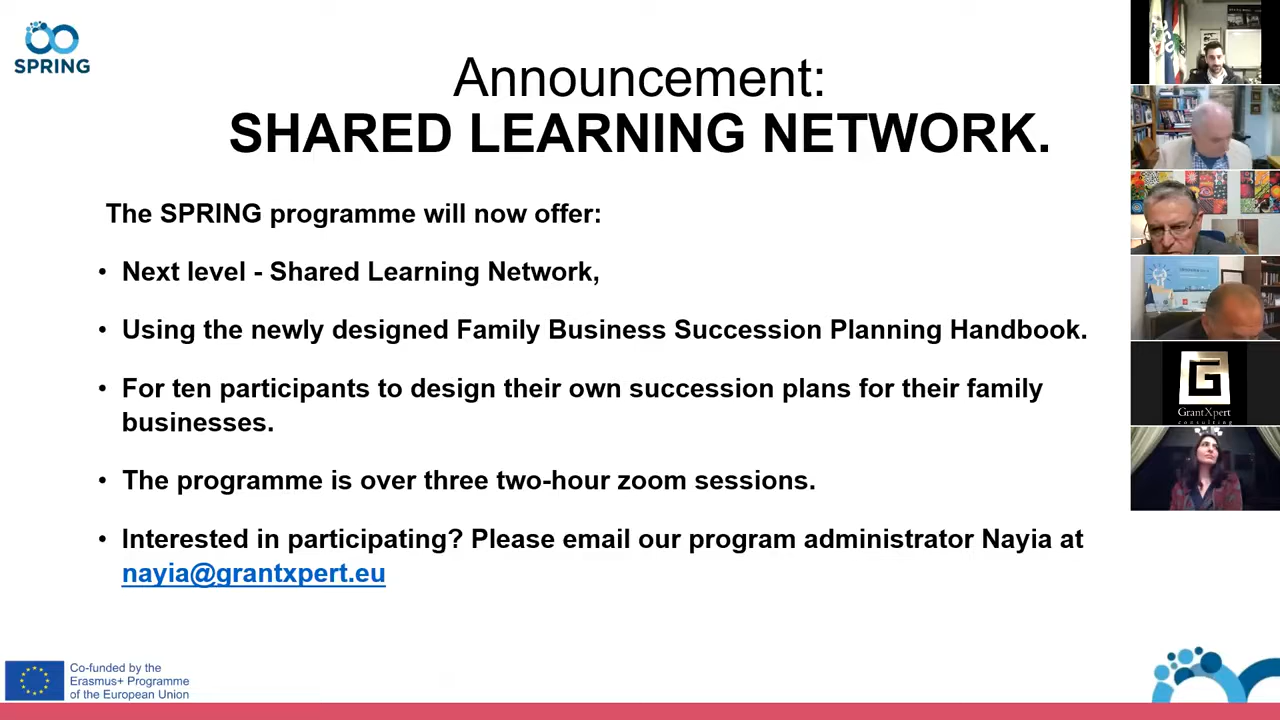 SPRING
Announcement:
SHARED LEARNING NETWORK.
The SPRING programme will now offer:
• Next level - Shared Learning Network,
• Using the newly designed Family Business Succession Planning Handbook.
• For ten participants to design their own succession plans for their family
businesses.
• The programme is over three two-hour zoom sessions.
• Interested in participating? Please email our program administrator Nayia at
nayia@grantxpert.eu
Co-funded by the
Erasmus+ Programme
of the European Union
G
GrantXpert
consulting